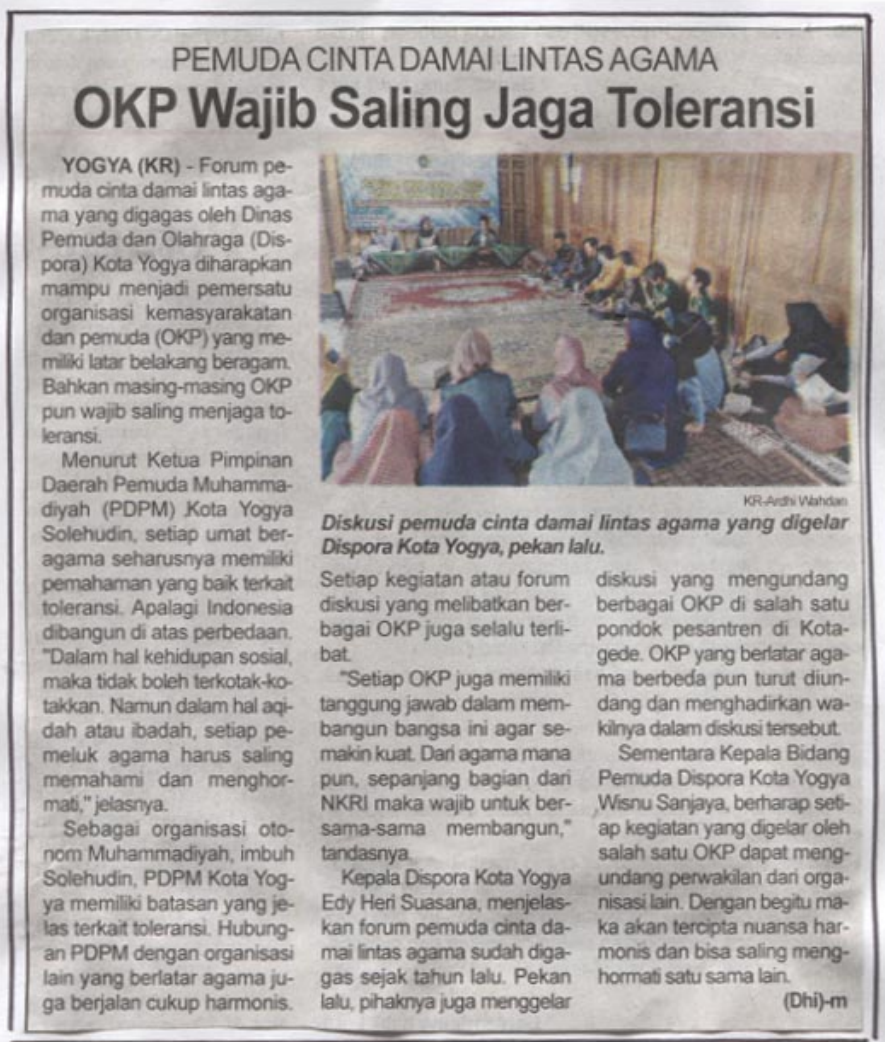 PEMUDA CINTA DAMAI LINTAS AGAMA
OKP Wajib Saling Jaga Toleransi
YOGYA (KR) - Forum pe-
muda cinta damai lintas aga-
ma yang digagas oleh Dinas
Pemuda dan Olahraga (Dis-
pora) Kota Yogya diharapkan
mampu menjadi pemersatu
organisasi kemasyarakatan
dan pemuda (OKP) yang me-
miliki latar belakang beragam.
Bahkan masing-masing OKP
pun wajib saling menjaga to-
leransi.
Menurut Ketua Pimpinan
Daerah Pemuda Muhamma-
diyah (PDPM) Kota Yogya
Solehudin, setiap umat ber-
agama seharusnya memiliki
pemahaman yang baik terkait
toleransi. Apalagi Indonesia
dibangun di atas perbedaan.
"Dalam hal kehidupan sosial,
maka tidak boleh terkotak-ko-
takkan. Namun dalam hal aqi-
dah atau ibadah, setiap pe-
meluk agama harus saling
memahami dan menghor-
mati," jelasnya.
Sebagai organisasi oto-
nom Muhammadiyah, imbuh
Solehudin, PDPM Kota Yog-
ya memiliki batasan yang je-
las terkait toleransi. Hubung-
an PDPM dengan organisasi
lain yang berlatar agama ju-
ga berjalan cukup harmonis.
KR-Ardhi Wahdan
Diskusi pemuda cinta damai lintas agama yang digelar
Dispora Kota Yogya, pekan lalu.
Setiap kegiatan atau forum
diskusi yang melibatkan ber-
bagai OKP juga selalu terli-
bat.
"Setiap OKP juga memiliki
tanggung jawab dalam mem-
bangun bangsa ini agar se-
makin kuat. Dari agama mana
pun, sepanjang bagian dari
NKRI maka wajib untuk ber-
sama-sama membangun,"
tandasnya.
Kepala Dispora Kota Yogya
Edy Heri Suasana, menjelas-
kan forum pemuda cinta da-
mai lintas agama sudah diga-
gas sejak tahun lalu. Pekan
lalu, pihaknya juga menggelar
diskusi yang mengundang
berbagai OKP di salah satu
pondok pesantren di Kota-
gede. OKP yang berlatar aga-
ma berbeda pun turut diun-
dang dan menghadirkan wa-
kilnya dalam diskusi tersebut.
Sementara Kepala Bidang
Pemuda Dispora Kota Yogya
Wisnu Sanjaya, berharap seti-
ap kegiatan yang digelar oleh
salah satu OKP dapat meng-
undang perwakilan dari orga-
nisasi lain. Dengan begitu ma-
ka akan tercipta nuansa har-
monis dan bisa saling meng-
hormati satu sama lain.
(Dhi)-m